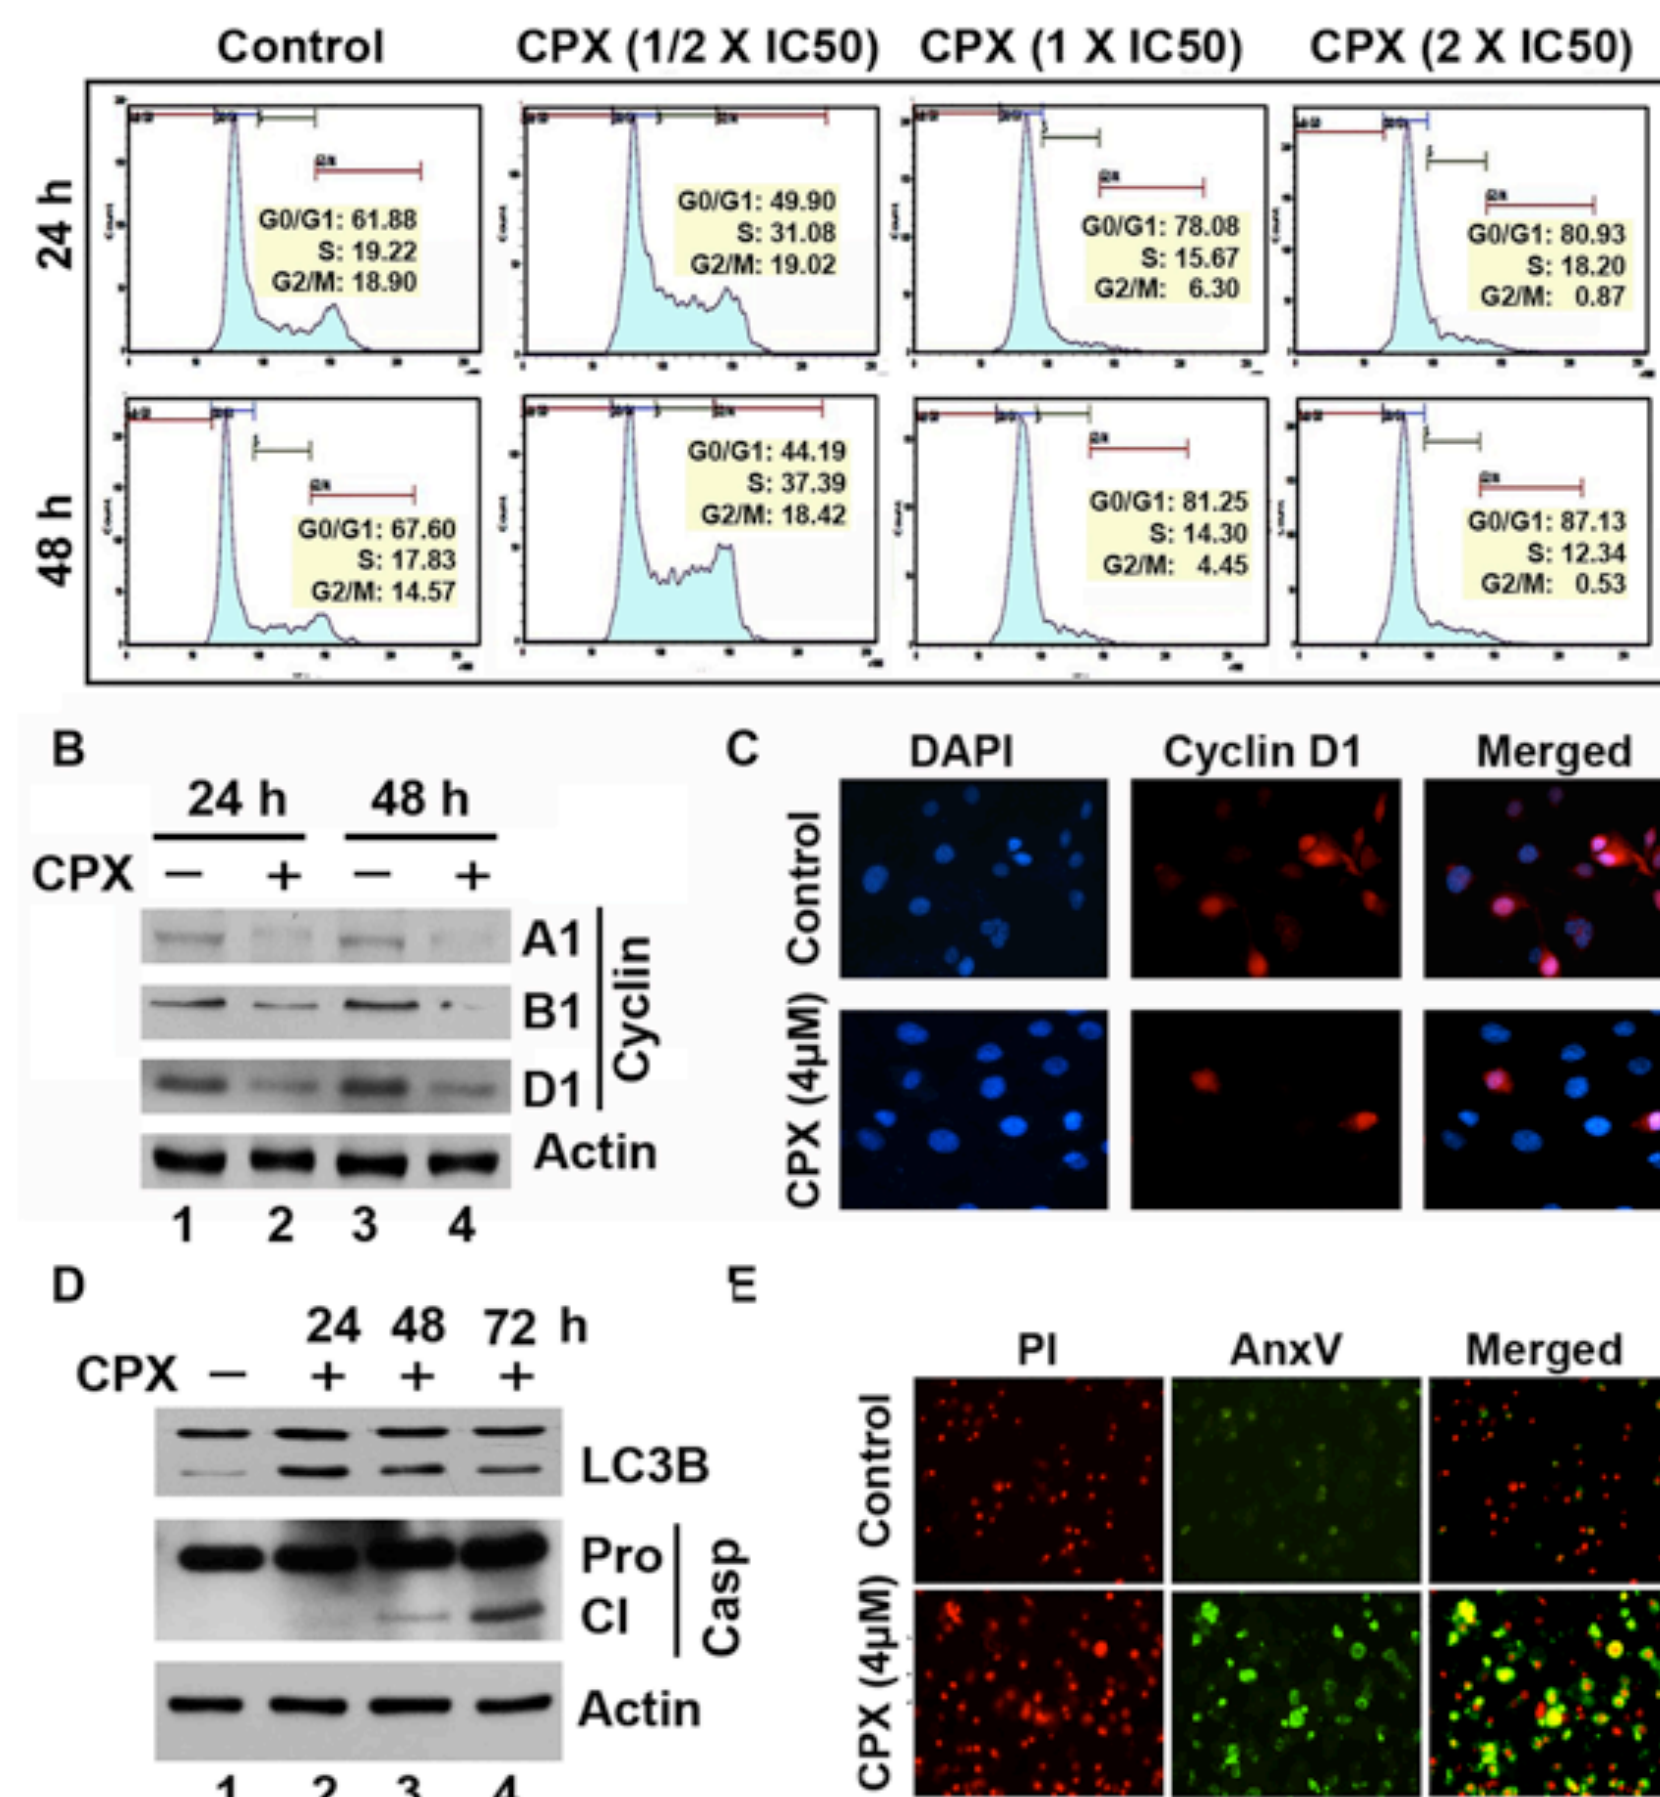 Control CPX (1/2 X IC50) CPX (1 X IC50) CPX (2 X IC50)
24 h
G0/G1: 61.88
S: 19.22
G2/M: 18.90
G0/G1: 49.90
S: 31.08
G2/M: 19.02
G0/G1: 78.08
S: 15.67
G2/M: 6.30
G0/G1: 80.93
S: 18.20
G2/M: 0.87
48 h
G0/G1: 67.60
S: 17.83
G2/M: 14.57
G0/G1: 44.19
S: 37.39
G2/M: 18.42
G0/G1: 81.25
S: 14.30
G2/M: 4.45
G0/G1: 87.13
S: 12.34
G2/M: 0.53
B
24 h 48 h
CPX − + − +
A1
B1
D1
Cyclin
Actin
1 2 3 4
C
DAPI Cyclin D1 Merged
Control
CPX (4µM)
D
24 48 72 h
CPX − + + +
LC3B
Pro
Cl
Casp
Actin
1 2 3 4
E
PI AnxV Merged
Control
CPX (4µM)